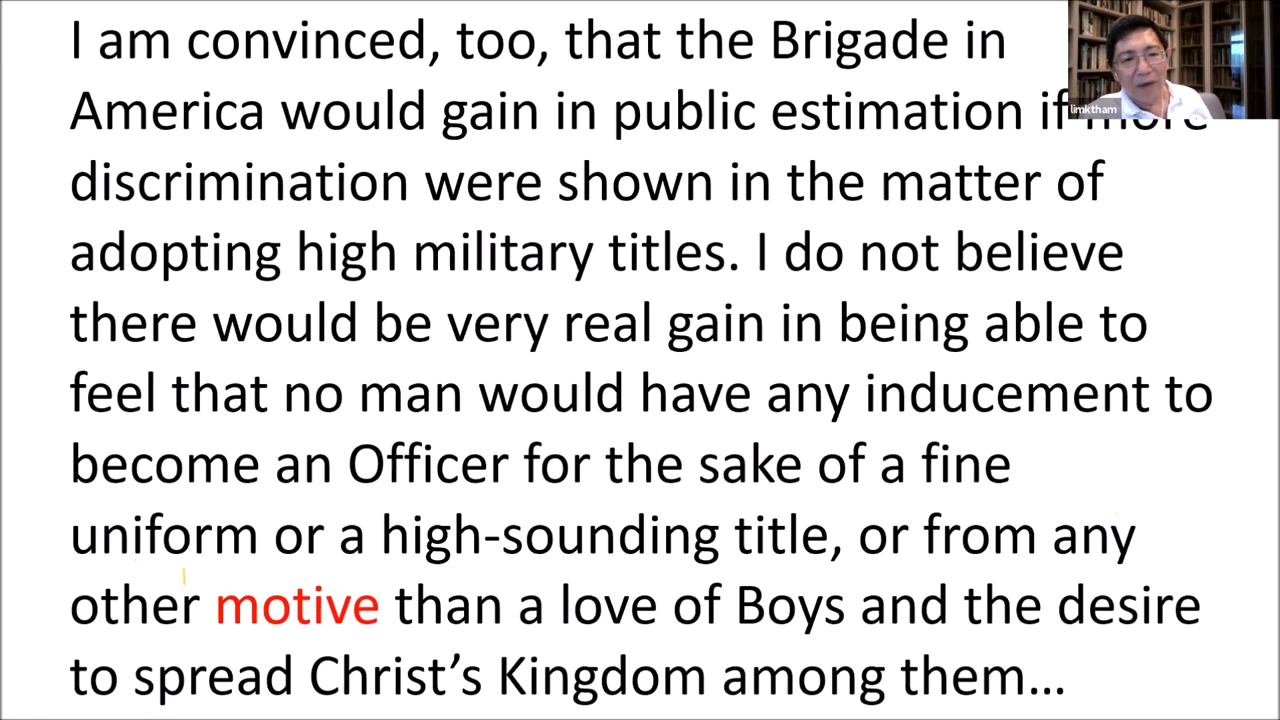 I am convinced, too, that the Brigade in
America would gain in public estimation if more
discrimination were shown in the matter of
adopting high military titles. I do not believe
there would be very real gain in being able to
feel that no man would have any inducement to
become an Officer for the sake of a fine
uniform or a high-sounding title, or from any
other motive than a love of Boys and the desire
to spread Christ’s Kingdom among them...
limktham